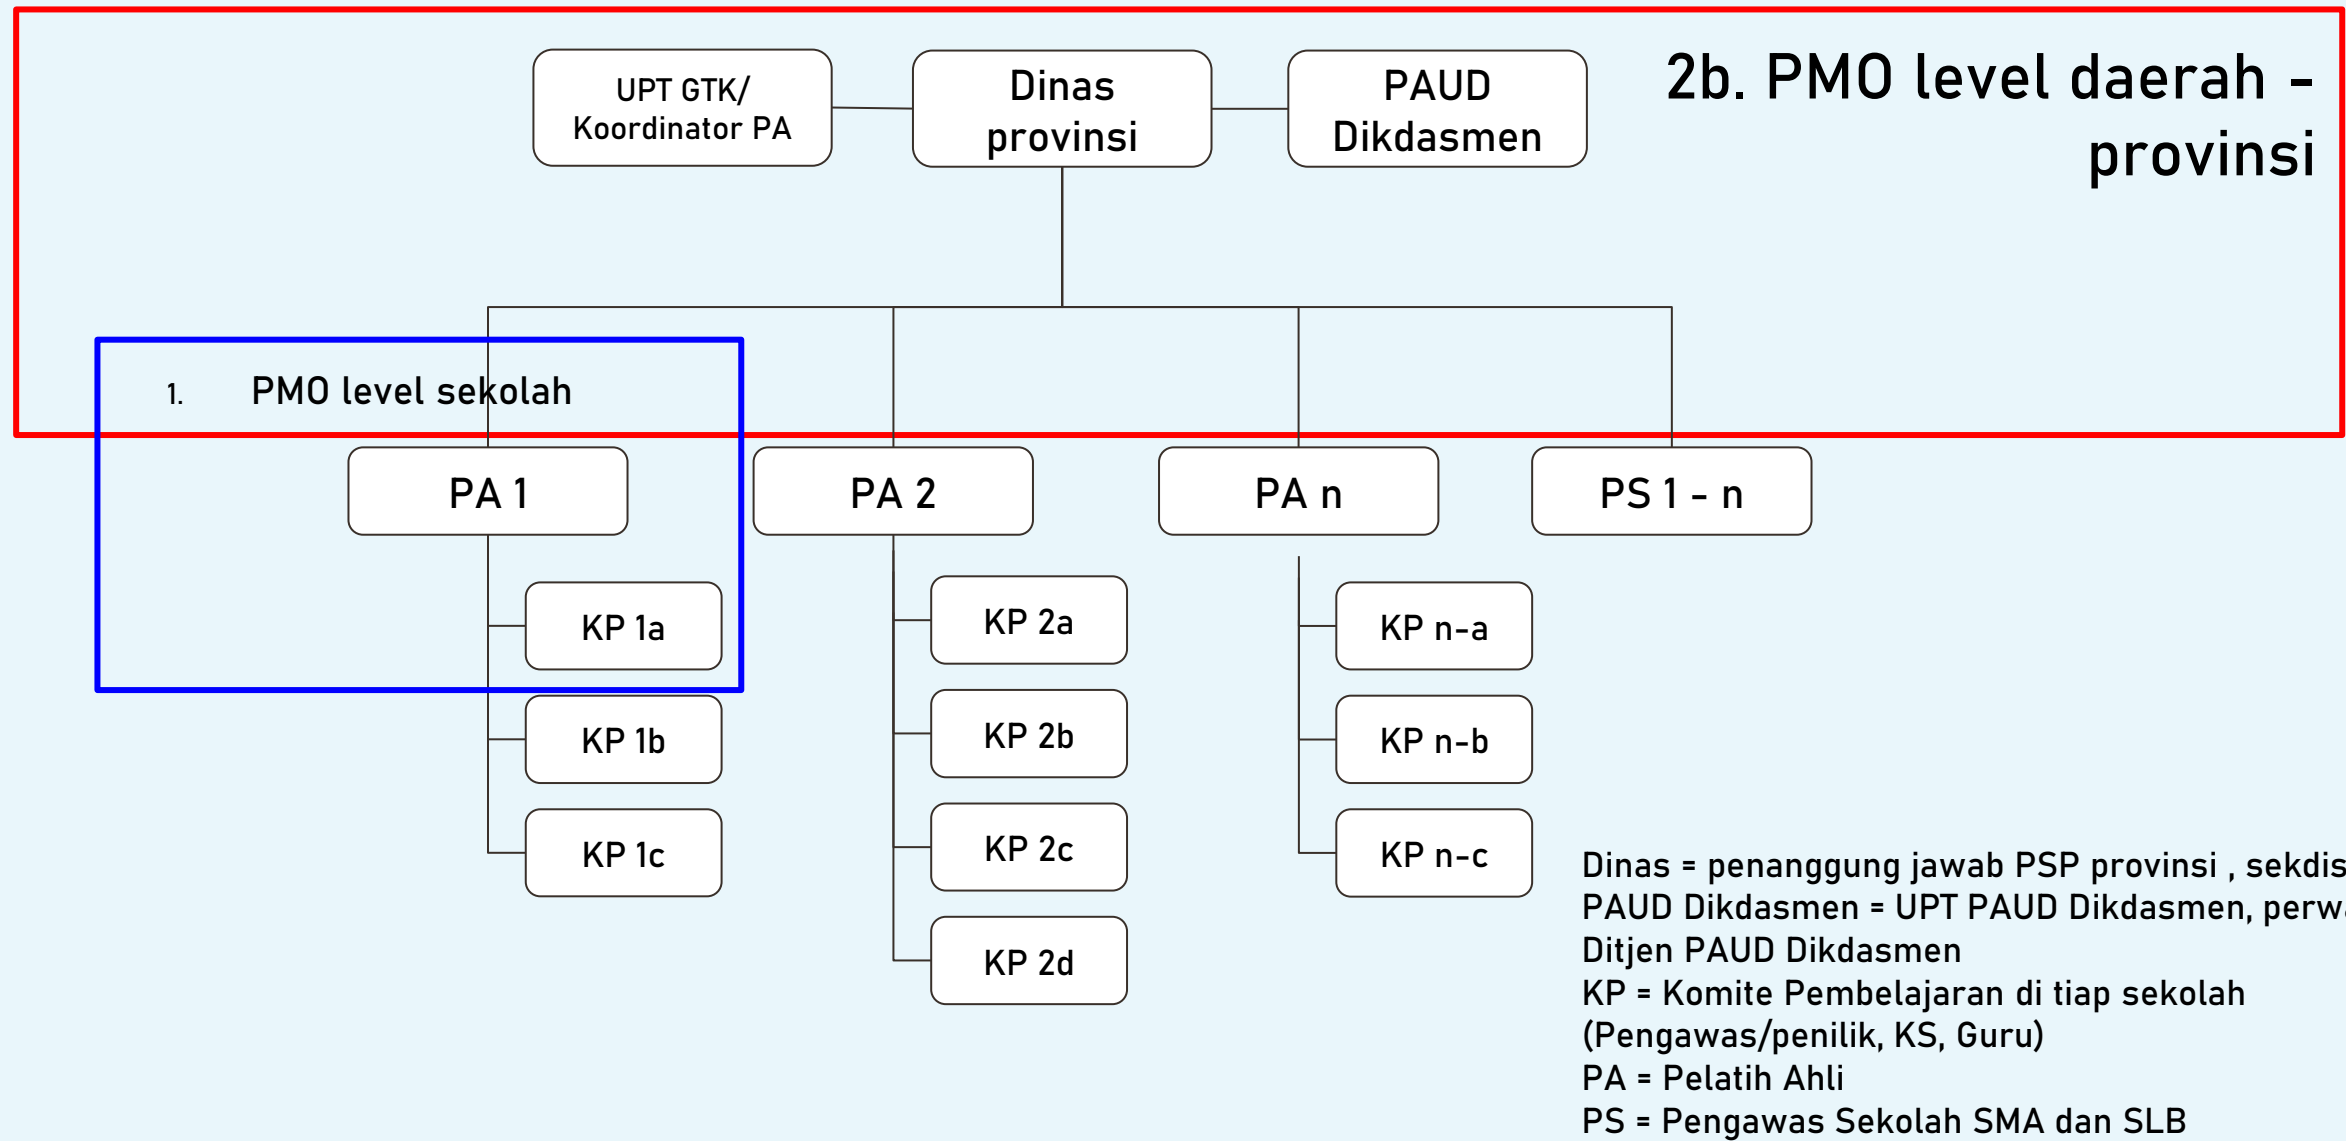 2b. PMO level daerah -
provinsi
UPT GTK/
Koordinator PA
Dinas
provinsi
PAUD
Dikdasmen
1. PMO level sekolah
PA 1
PA 2
PA n
PS 1 - n
KP 1a
KP 1b
KP 1c
KP 2a
KP 2b
KP 2c
KP 2d
KP n-a
KP n-b
KP n-c
Dinas = penanggung jawab PSP provinsi , sekdis
PAUD Dikdasmen = UPT PAUD Dikdasmen,
Ditjen PAUD Dikdasmen
KP = Komite Pembelajaran di tiap sekolah
(Pengawas/penilik, KS, Guru)
PA = Pelatih Ahli
PS = Pengawas Sekolah SMA dan SLB